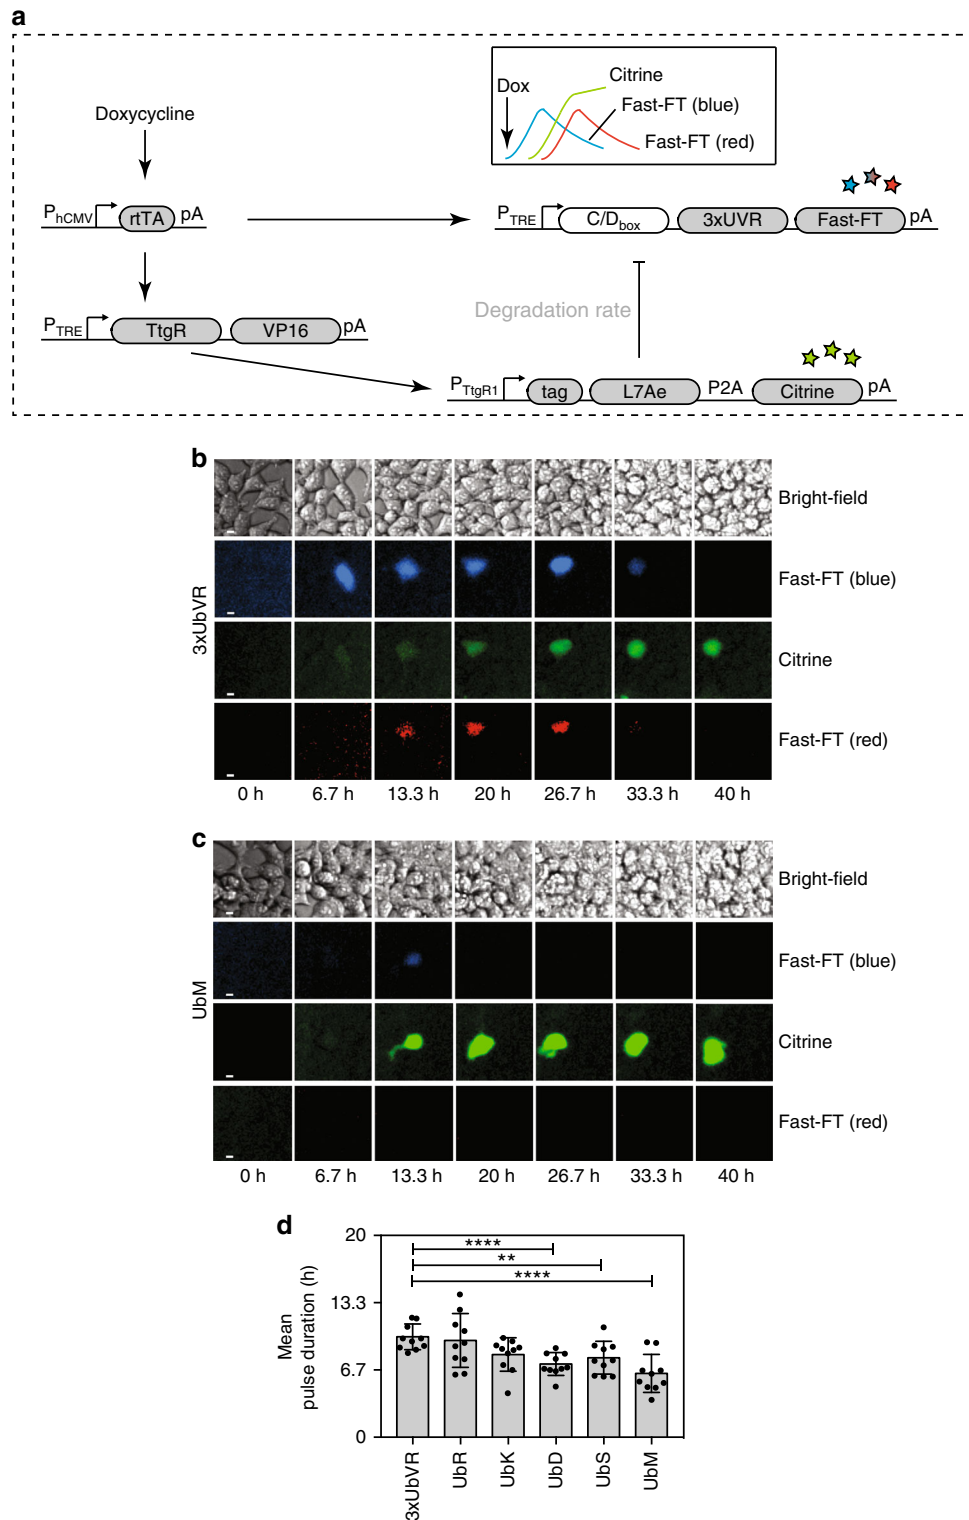 a
Doxycycline
Dox
Citrine
Fast-FT (blue)
Fast-FT (red)
PhCMV rtTA pA
PTRE C/Dbox 3xUVR Fast-FT pA
PTRE TtgR VP16 pA
Degradation rate
PTtgR1 tag L7Ae P2A Citrine pA
b
3xUbVR
Bright-field
Fast-FT (blue)
Citrine
Fast-FT (red)
0 h 6.7 h 13.3 h 20 h 26.7 h 33.3 h 40 h
c
UbM
Bright-field
Fast-FT (blue)
Citrine
Fast-FT (red)
0 h 6.7 h 13.3 h 20 h 26.7 h 33.3 h 40 h
d
Mean
pulse duration (h)
20
13.3
6.7
0
****
**
****
3xUbVR
UbR
UbK
UbD
UbS
UbM